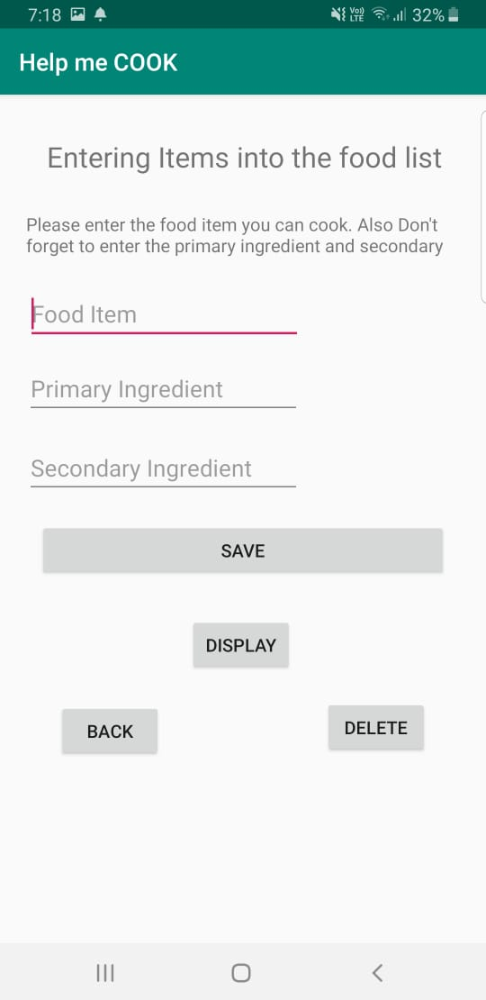 7:18 Vo)) LTE 32%
Help me COOK
Entering Items into the food list
Please enter the food item you can cook. Also Don't
forget to enter the primary ingredient and secondary
Food Item
Primary Ingredient
Secondary Ingredient
SAVE
DISPLAY
BACK
DELETE